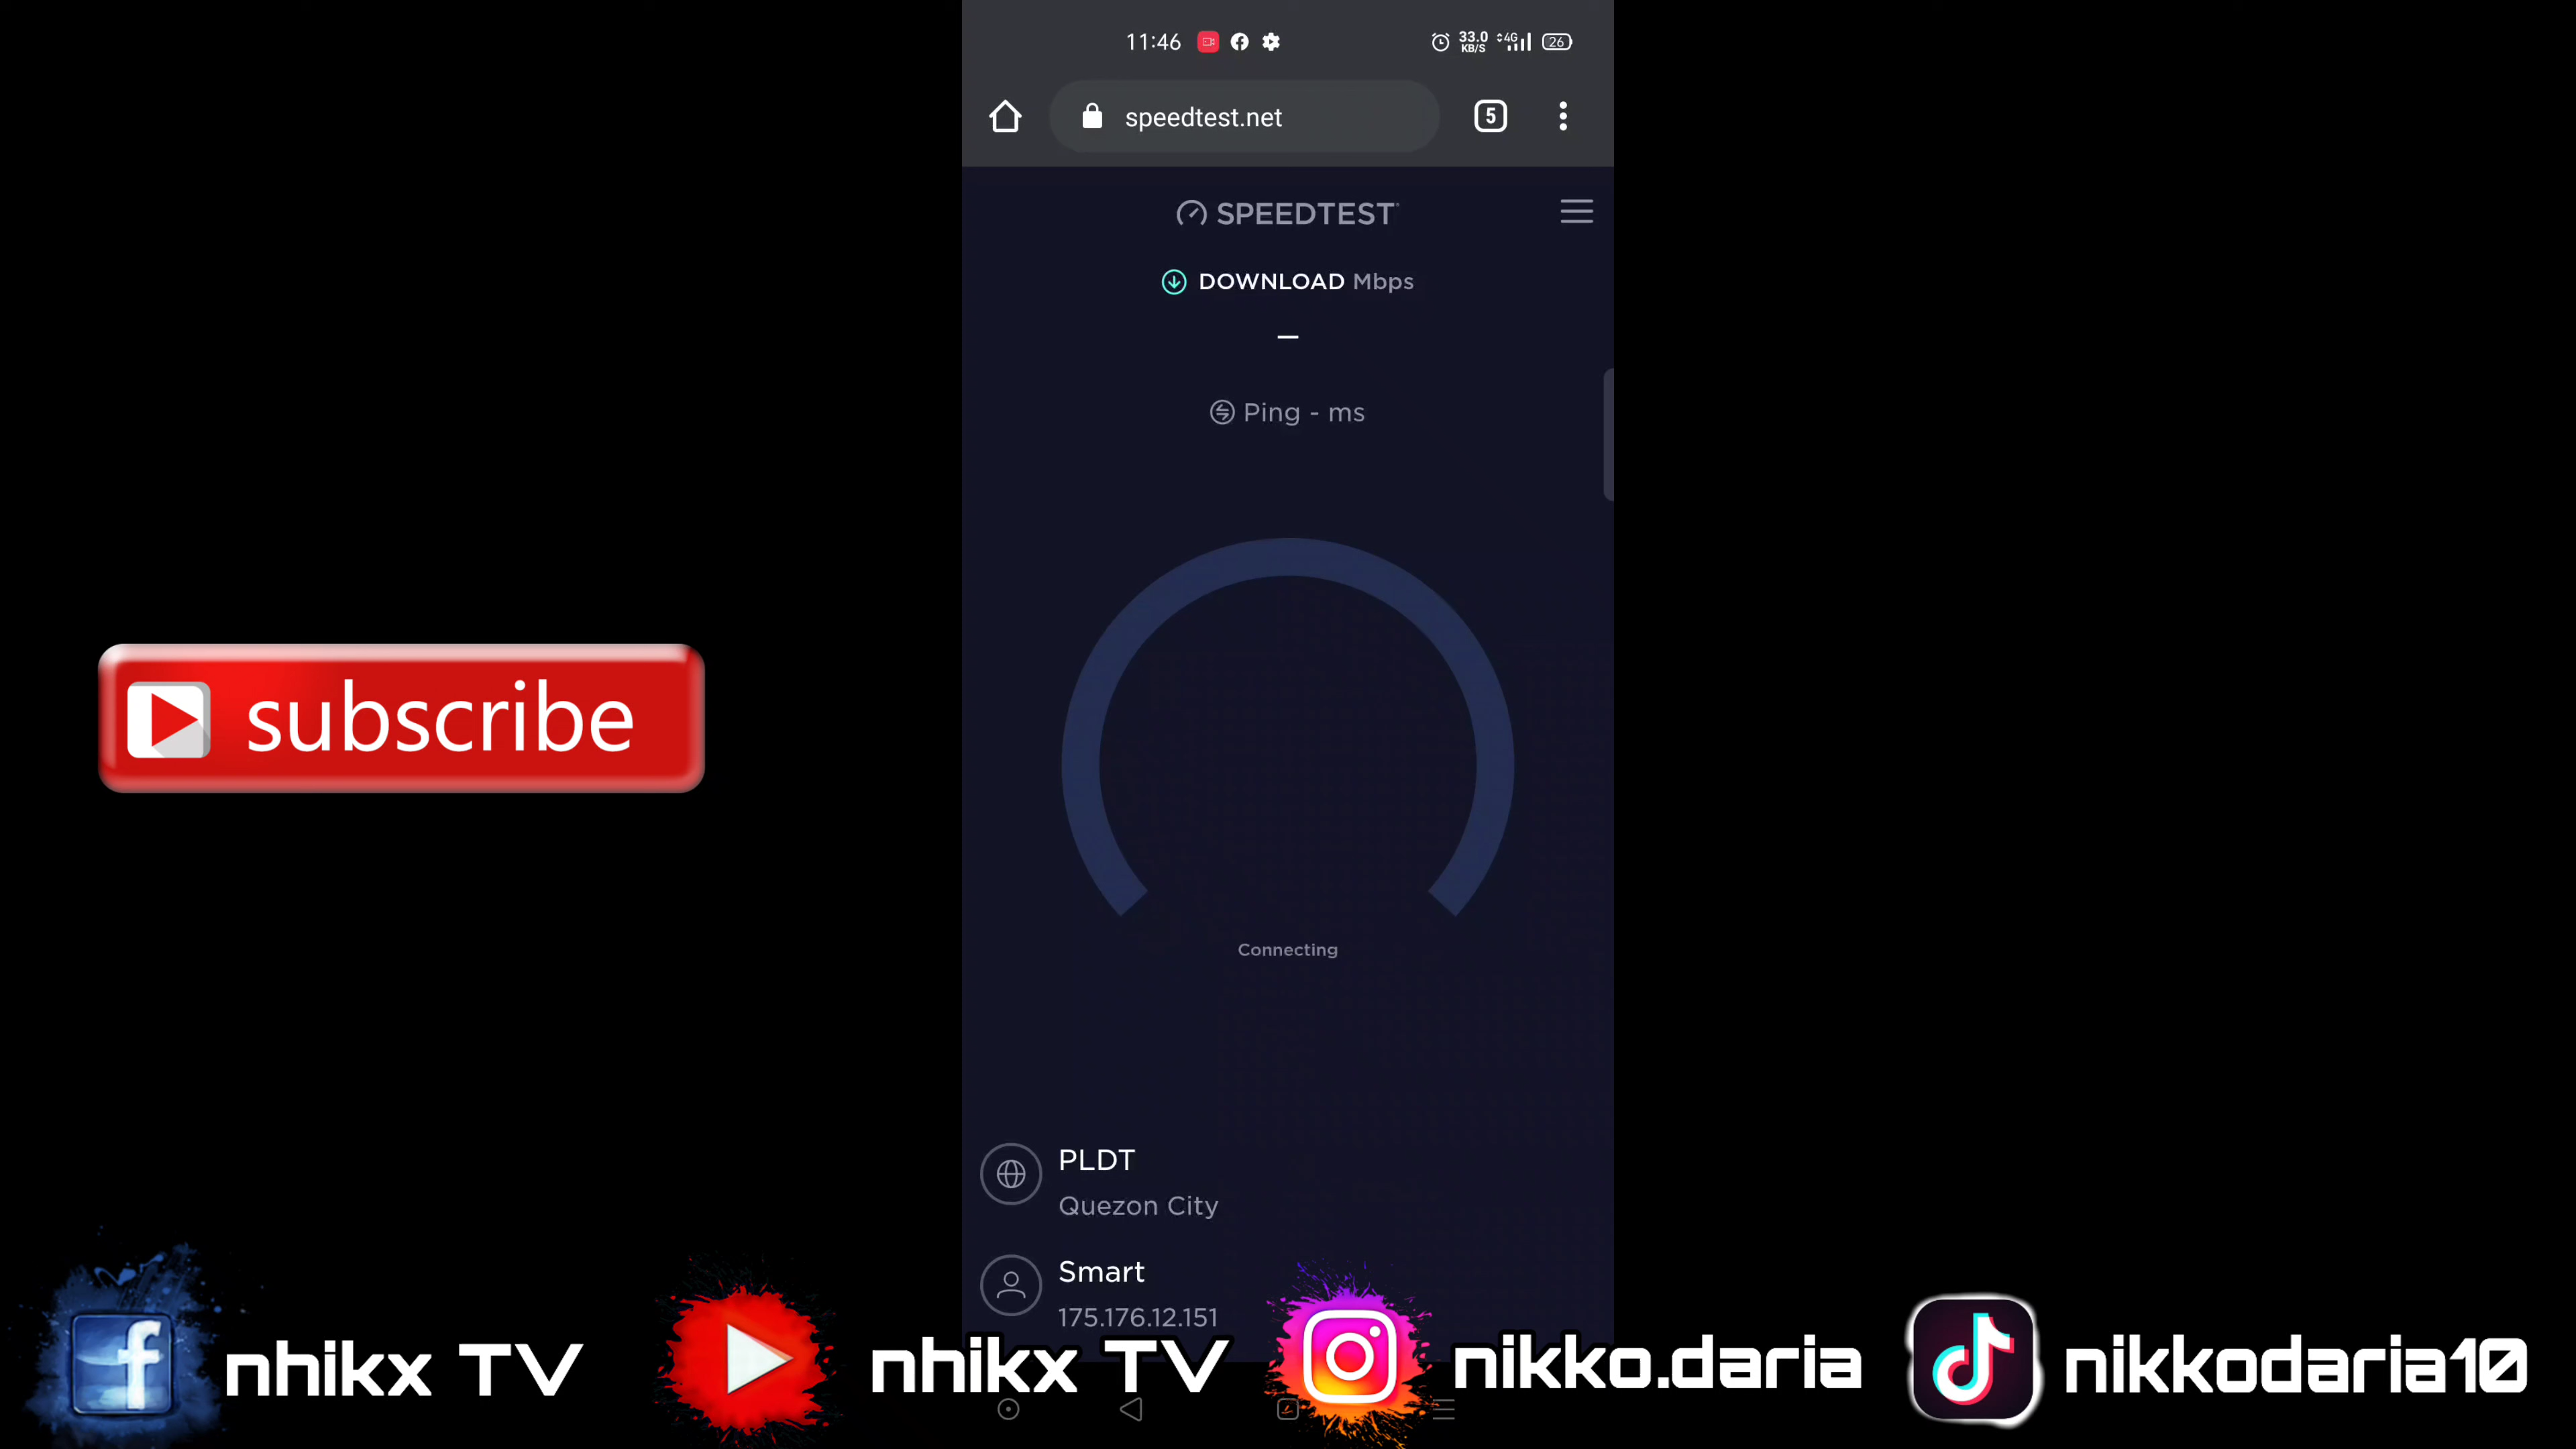 11:46
33.0
KB/S
4G
26
speedtest.net
5
SPEEDTEST
DOWNLOAD Mbps
—
Ping - ms
subscribe
Connecting
PLDT
Quezon City
Smart
175.176.12.151
nhikx TV
nhikx TV
nikko.daria
nikkodaria10